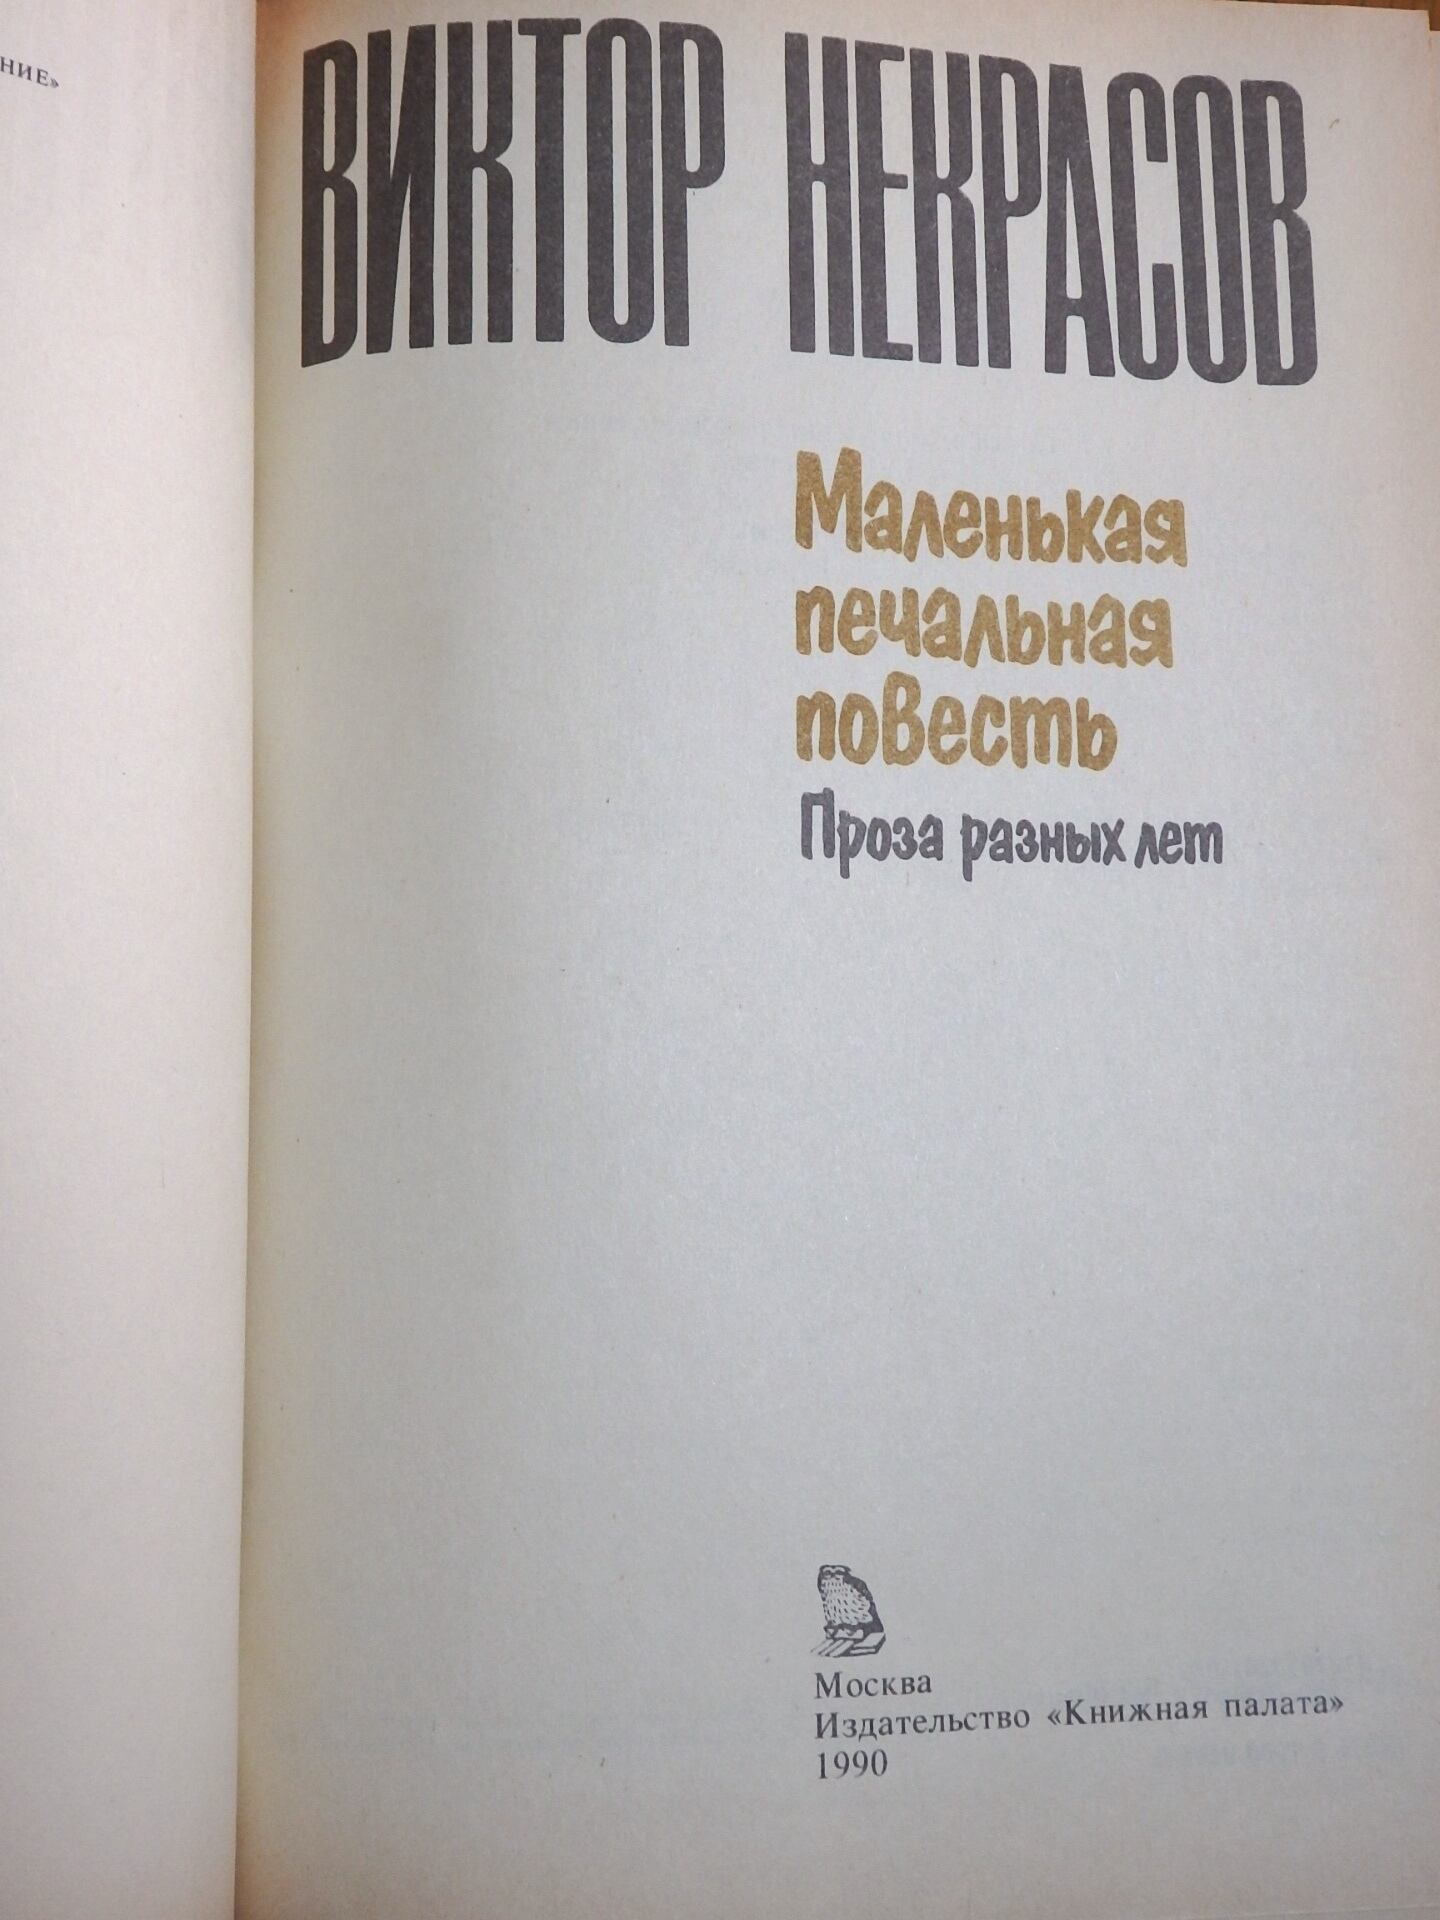 НИЕ»
ВИКТОР НЕКРАСОВ
Маленькая
печальная
повесть
Проза разных лет
Москва
Издательство «Книжная палата»
1990